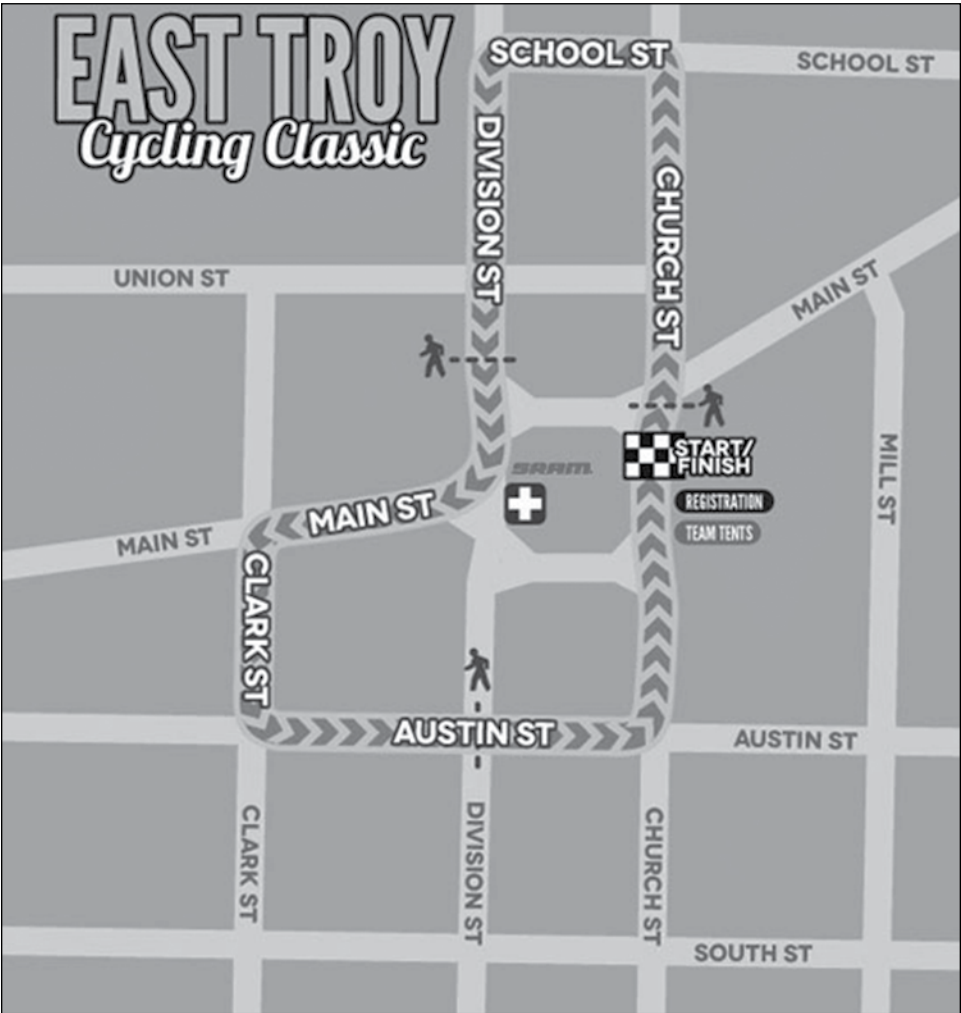 EAST TROY
Cycling Classic
SCHOOL ST
SCHOOL ST
DIVISION ST
CHURCH ST
UNION ST
MAIN ST
MILL ST
START/
FINISH
SRAM
REGISTRATION
TEAM TENTS
MAIN ST
MAIN ST
CLARK ST
AUSTIN ST
AUSTIN ST
CLARK ST
DIVISION ST
CHURCH ST
SOUTH ST